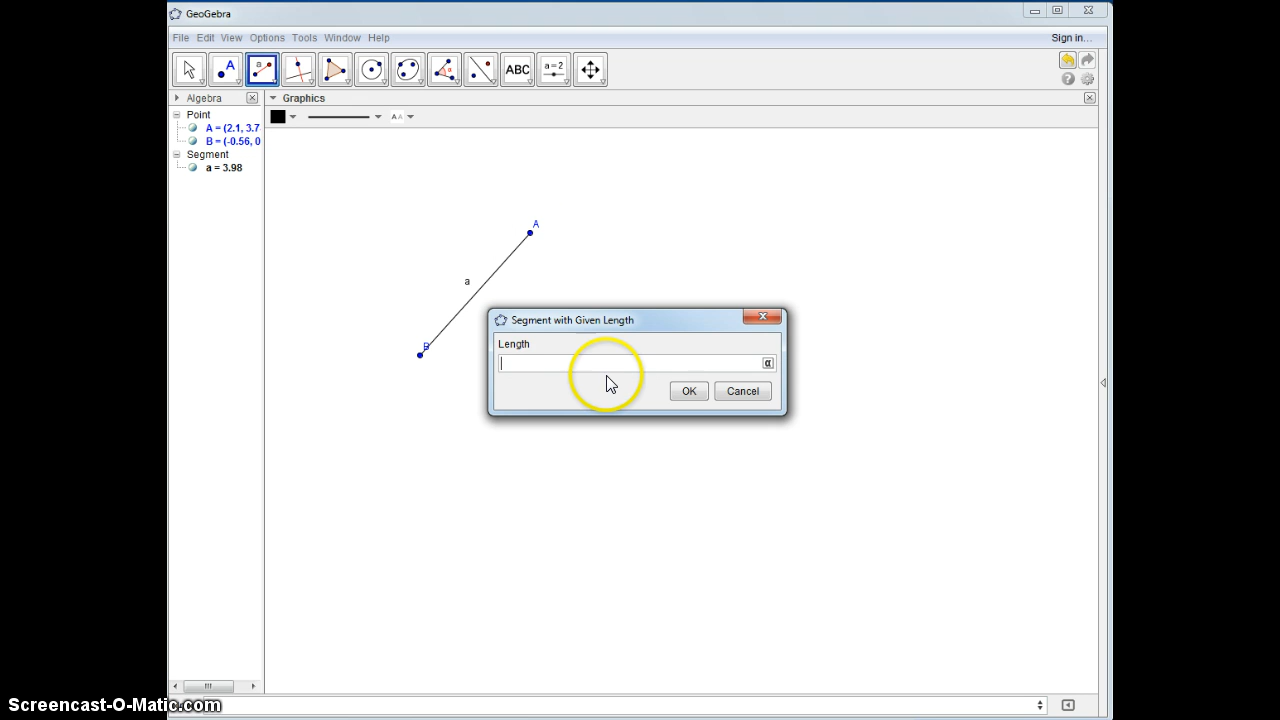 GeoGebra
File Edit View Options Tools Window Help
Sign in...
A
a
α
ABC
a = 2
Algebra
Graphics
Point
A = (2.1, 3.7
B = (-0.56, 0
Segment
a = 3.98
A A
A
a
B
Segment with Given Length
Length
α
OK Cancel
Screencast-O-Matic.com